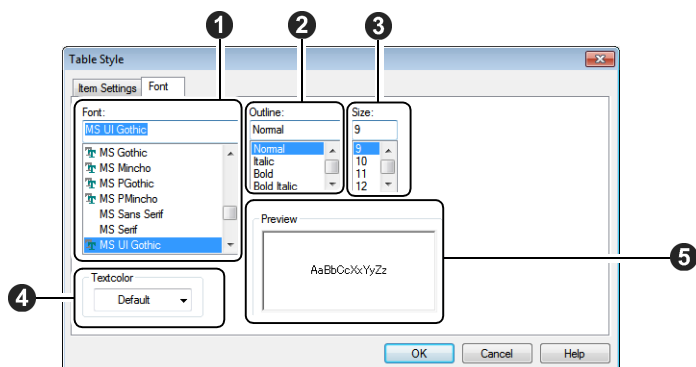 1 2 3
Table Style
Item Settings Font
Font: Outline: Size:
MS UI Gothic Normal 9
MS Gothic Normal 9
MS Mincho Italic 10
MS PGothic Bold 11
MS PMincho Bold Italic 12
MS Sans Serif
MS Serif
MS UI Gothic
Preview
AaBbCcXxYyZz
5
4
Textcolor
Default
OK Cancel Help